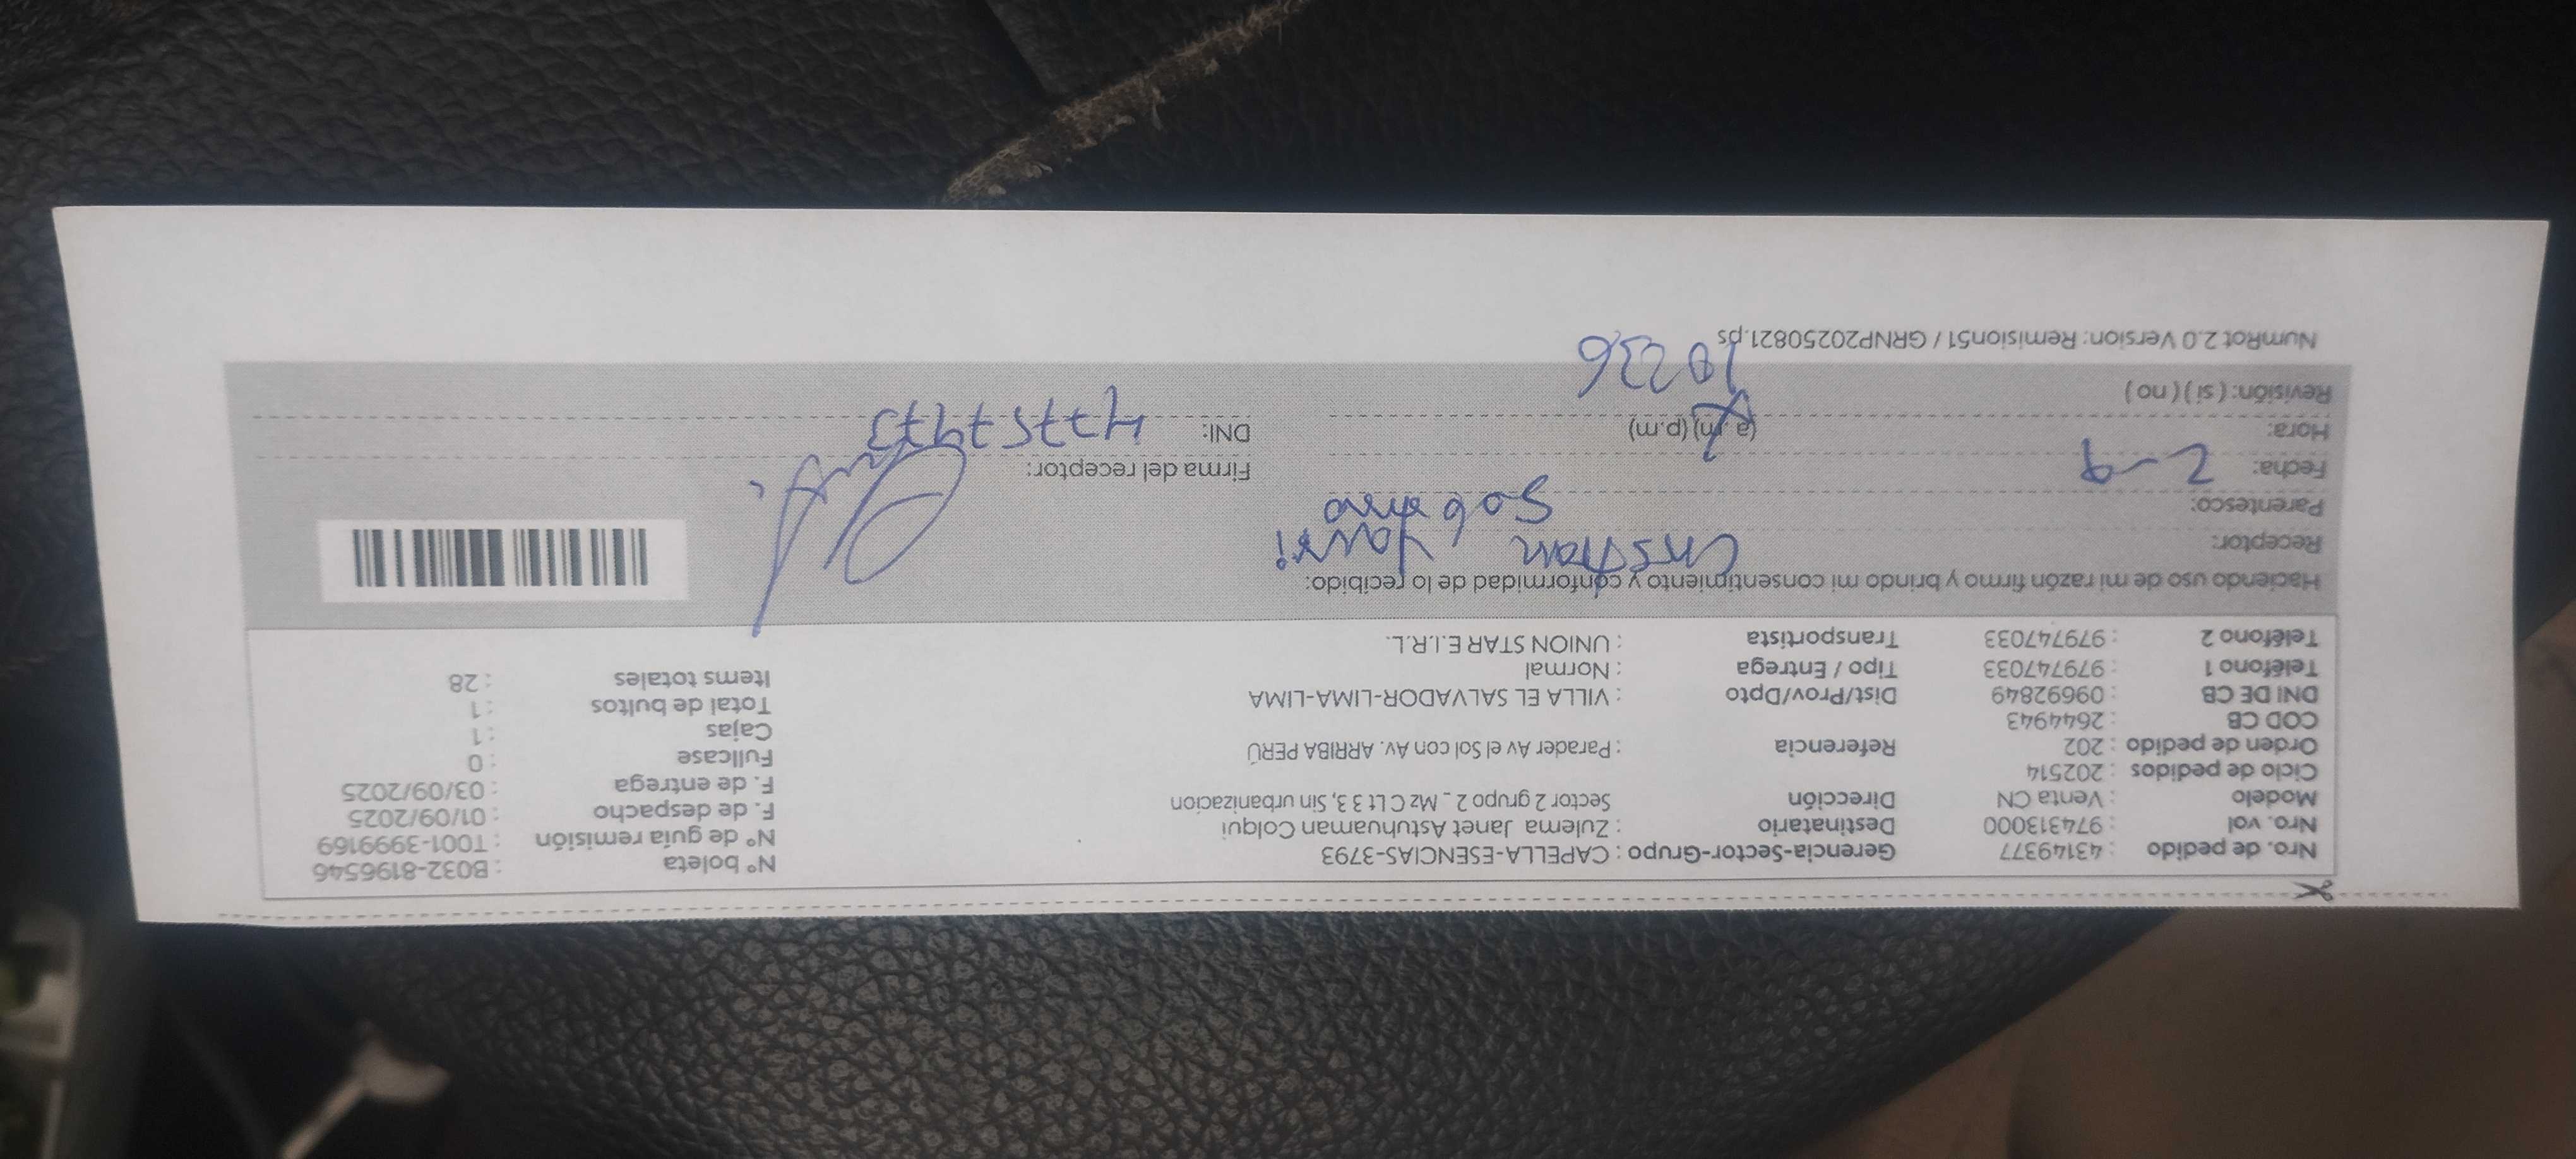 Nro. de pedido : 43149377 Gerencia-Sector-Grupo : CAPELLA-ESENCIAS-3793 N° boleta : B032-8196546
Nro. vol : 974313000 Destinatario : Zulema Janet Astuhuaman Colqui N° de guía remisión : T001-3999169
Modelo : Venta CN Dirección Sector 2 grupo 2 _ Mz C Lt 3 3, Sin urbanizacion F. de despacho : 01/09/2025
Ciclo de pedidos : 202514 F. de entrega : 03/09/2025
Orden de pedido : 202 Referencia : Parader Av el Sol con Av. ARRIBA PERÚ Fullcase : 0
COD CB : 2644943 Cajas : 1
DNI DE CB : 09692849 Dist/Prov/Dpto : VILLA EL SALVADOR-LIMA-LIMA Total de bultos : 1
Teléfono 1 : 979747033 Tipo / Entrega : Normal Items totales : 28
Teléfono 2 : 979747033 Transportista : UNION STAR E.I.R.L.
Haciendo uso de mi razón firmo y brindo mi consentimiento y conformidad de lo recibido:
Receptor: Yauri
Parentesco: Sobrino
Fecha: 2-9 Firma del receptor:
Hora: (a.m) (p.m) DNI:
Revisión: ( si ) ( no )
NumRot 2.0 Version: Remision51 / GRNP20250821.ps